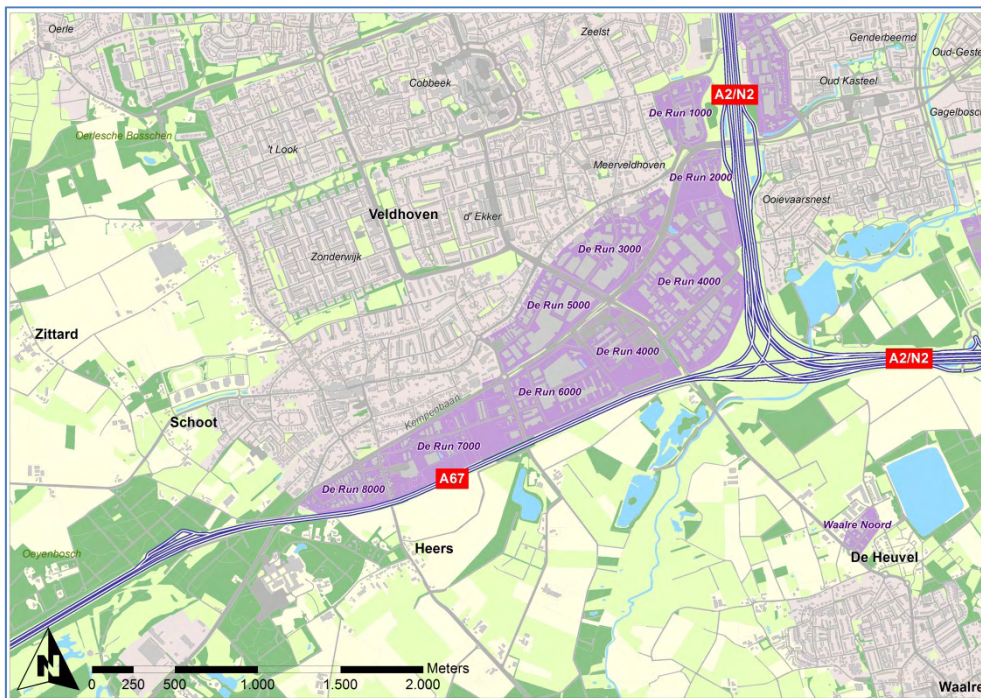 Oerle
Zeelst
Genderbeemd
Oud-Geste
Cobbeek
Oud Kasteel
A2/N2
De Run 1000
Gagelbosch
Oerlesche Bosschen
't Look
Meerveldhoven
De Run 2000
Ooievaarsnest
Veldhoven
d' Ekker
Zonderwijk
De Run 3000
De Run 4000
De Run 5000
Zittard
De Run 4000
A2/N2
De Run 6000
Kempenbaan
Schoot
De Run 7000
A67
De Run 8000
Waalre Noord
Heers
Oeyenbosch
De Heuvel
N
Meters
0 250 500 1.000 1.500 2.000
Waalre